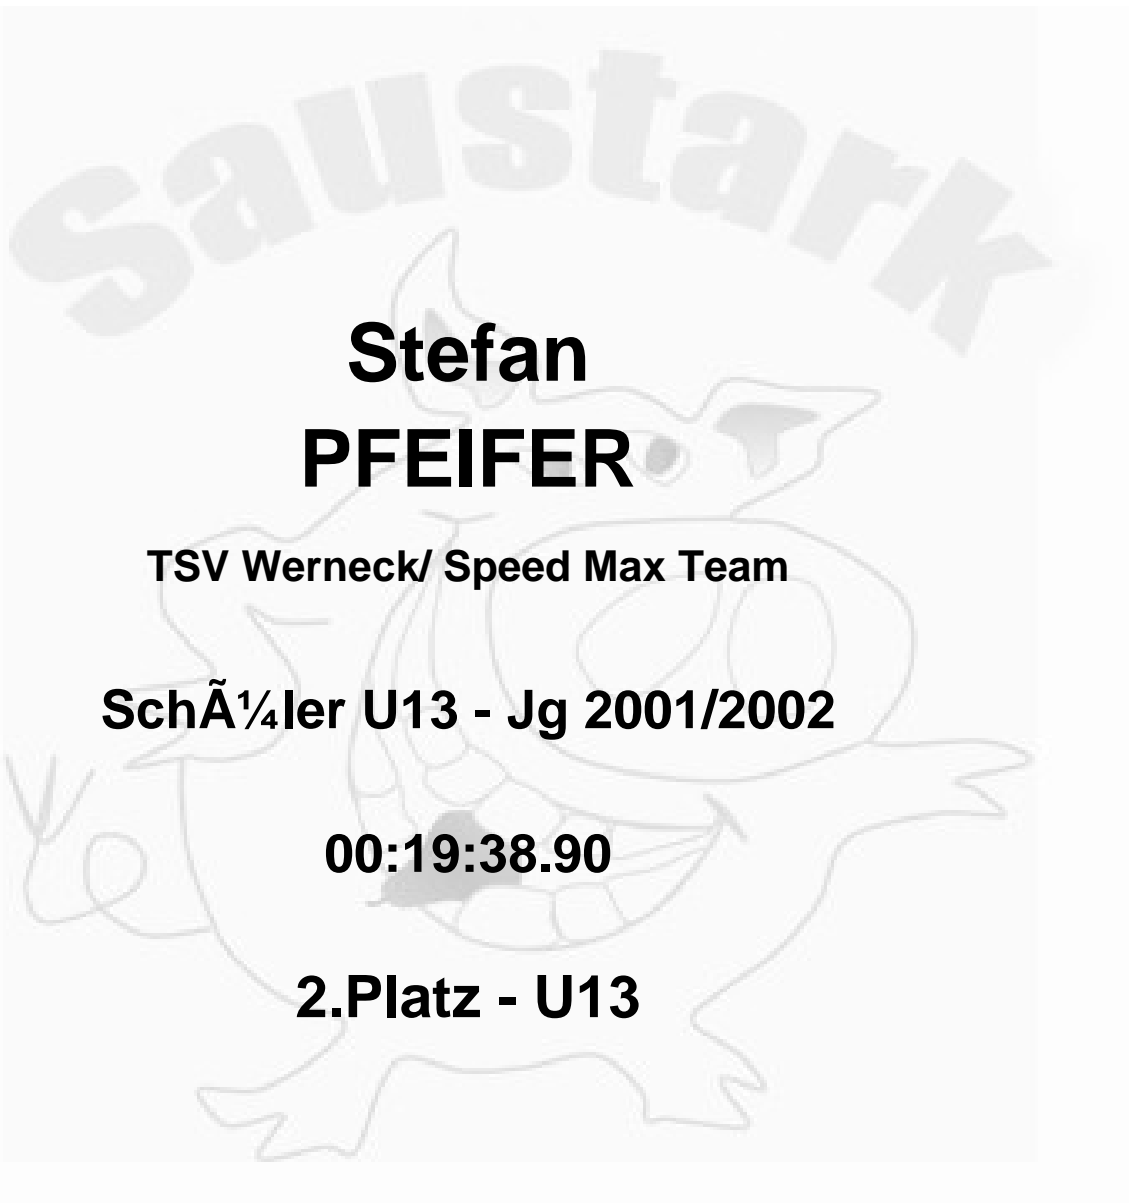 Saustark
Stefan
PFEIFER
TSV Werneck/ Speed Max Team
SchÃ¼ler U13 - Jg 2001/2002
00:19:38.90
2.Platz - U13